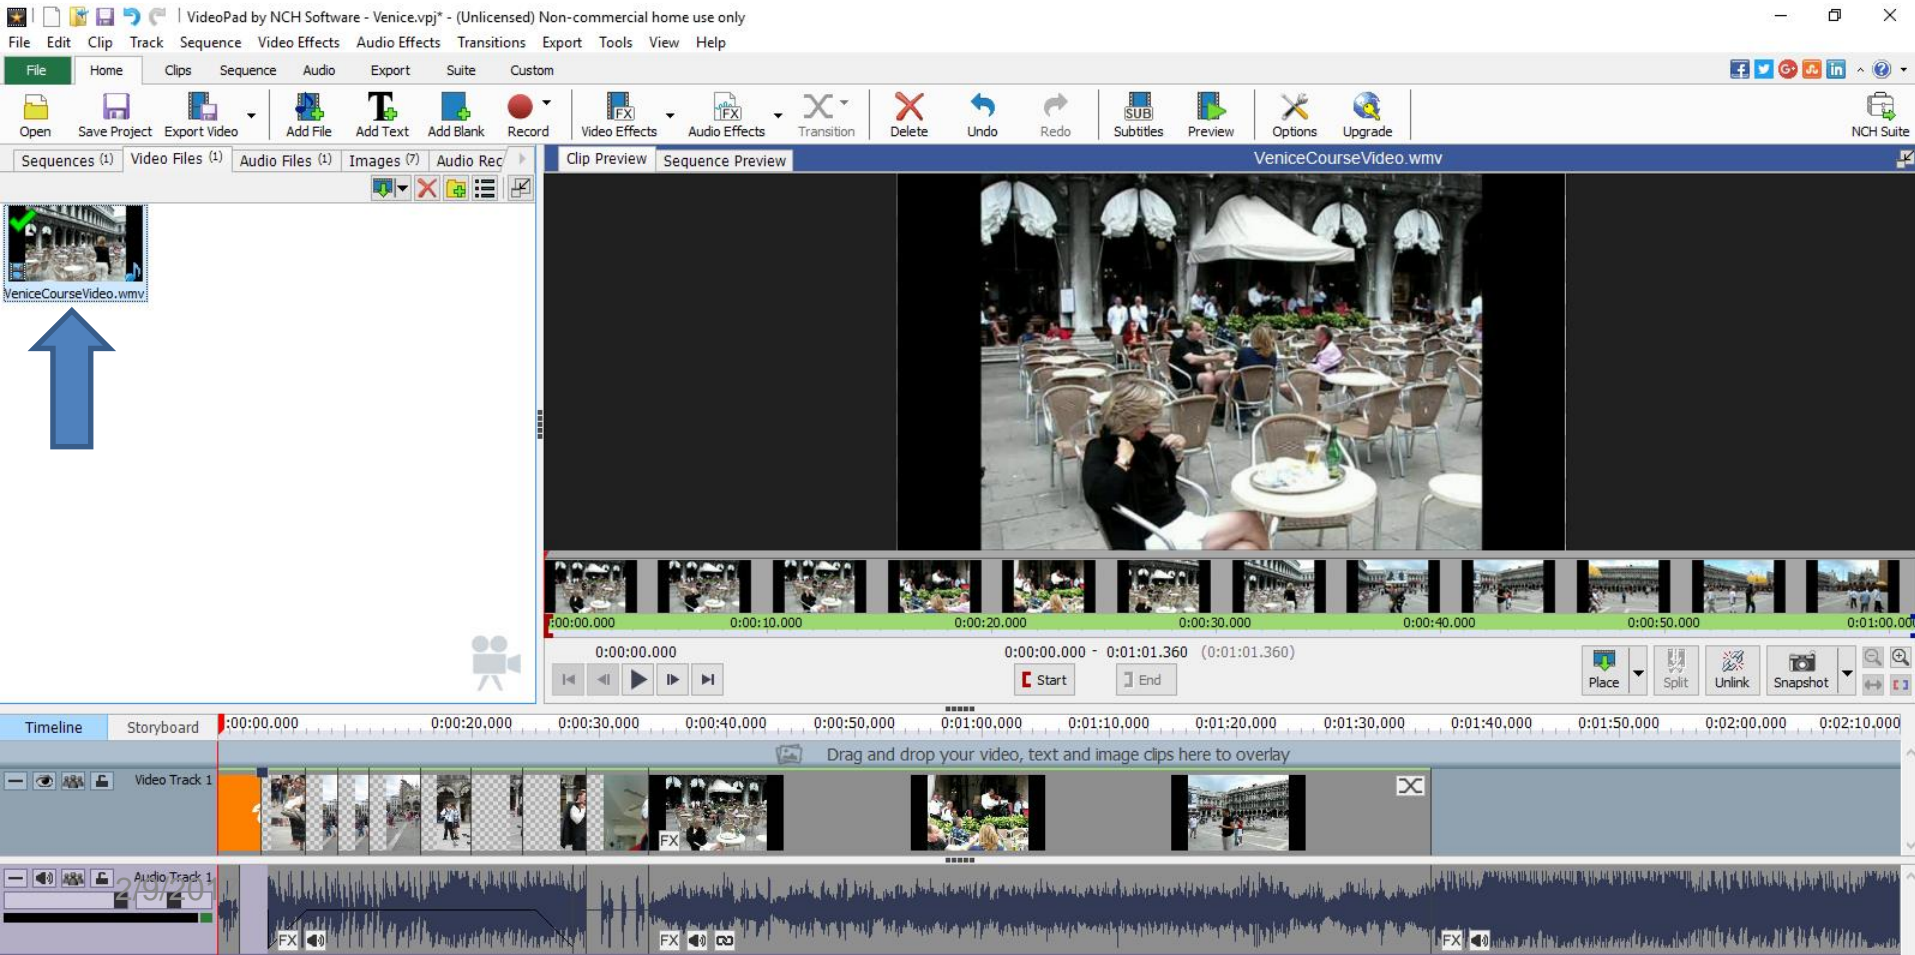 VideoPad by NCH Software - Venice.vpj* - (Unlicensed) Non-commercial home use only
File Edit Clip Track Sequence Video Effects Audio Effects Transitions Export Tools View Help
File Home Clips Sequence Audio Export Suite Custom
Open Save Project Export Video Add File Add Text Add Blank Record Video Effects Audio Effects Transition Delete Undo Redo Subtitles Preview Options Upgrade NCH Suite
Sequences (1) Video Files (1) Audio Files (1) Images (7) Audio Rec
Clip Preview Sequence Preview VeniceCourseVideo.wmv
VeniceCourseVideo.wmv
:00:00.000 0:00:10.000 0:00:20.000 0:00:30.000 0:00:40.000 0:00:50.000 0:01:00.00
0:00:00.000 0:00:00.000 - 0:01:01.360 (0:01:01.360)
Start End Place Split Unlink Snapshot
Timeline Storyboard :00:00.000 0:00:20.000 0:00:30.000 0:00:40.000 0:00:50.000 0:01:00.000 0:01:10.000 0:01:20.000 0:01:30.000 0:01:40.000 0:01:50.000 0:02:00.000 0:02:10.000
Drag and drop your video, text and image clips here to overlay
Video Track 1
FX
Audio Track 1
2/9/201
FX FX FX